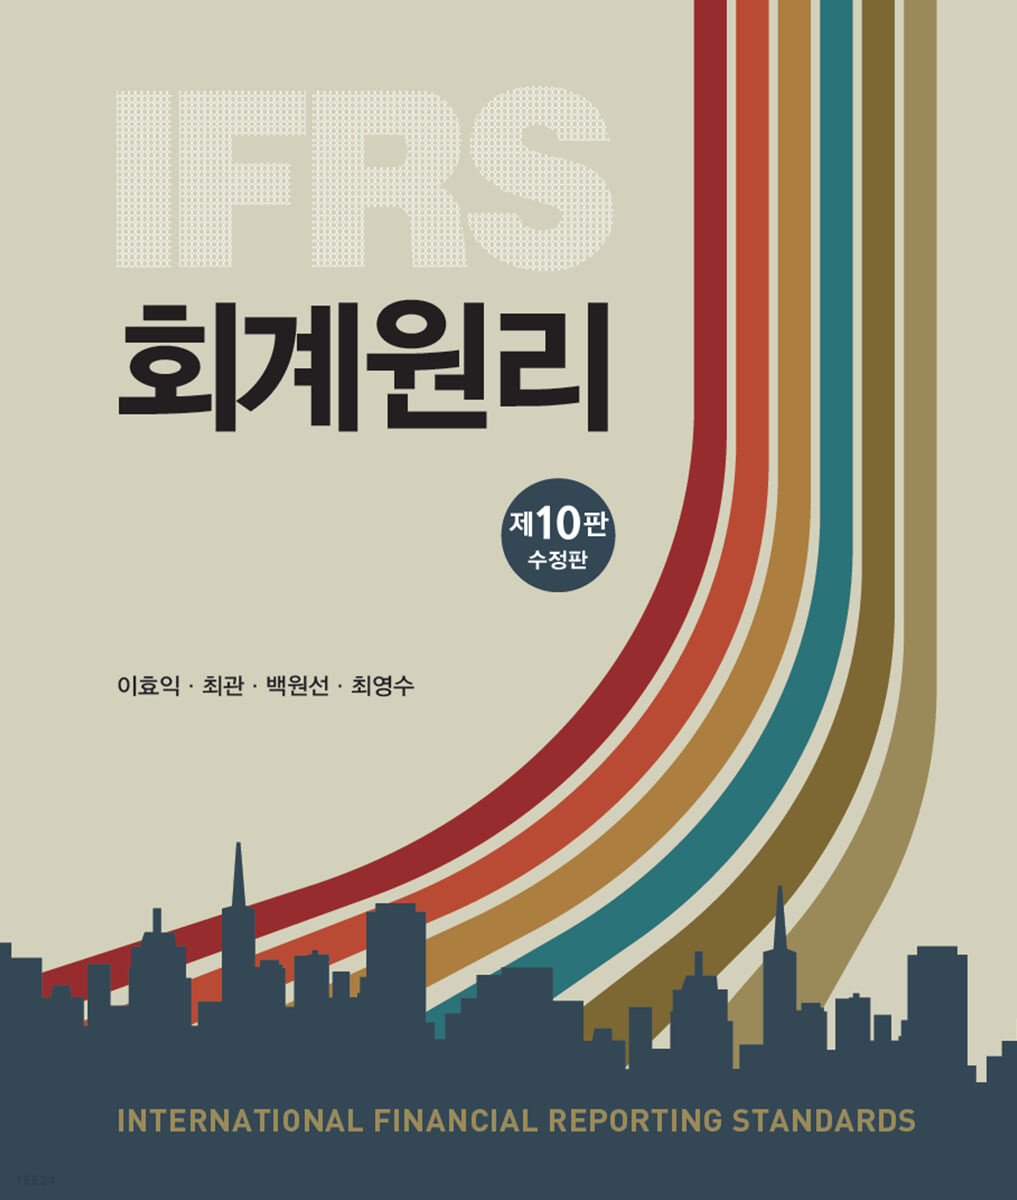 IFRS
회계원리
제10판
수정판
이효익 · 최관 · 백원선 · 최영수
INTERNATIONAL FINANCIAL REPORTING STANDARDS
YES24